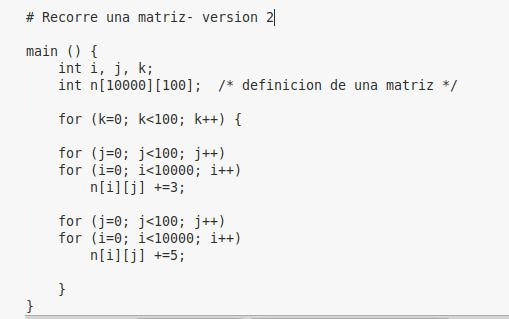 # Recorre una matriz- version 2
main () {
int i, j, k;
int n[10000][100];  /* definicion de una matriz */
for (k=0; k<100; k++) {
for (j=0; j<100; j++)
for (i=0; i<10000; i++)
n[i][j] +=3;
for (j=0; j<100; j++)
for (i=0; i<10000; i++)
n[i][j] +=5;
}
}